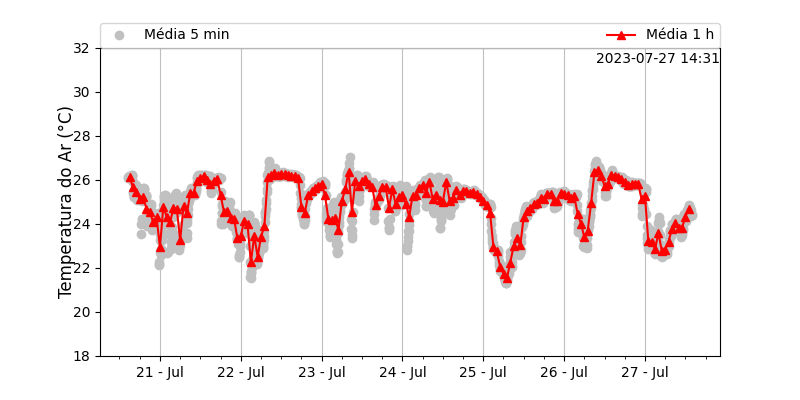 Média 5 min
Média 1 h
2023-07-27 14:31
Temperatura do Ar (°C)
32
30
28
26
24
22
20
18
21 - Jul
22 - Jul
23 - Jul
24 - Jul
25 - Jul
26 - Jul
27 - Jul